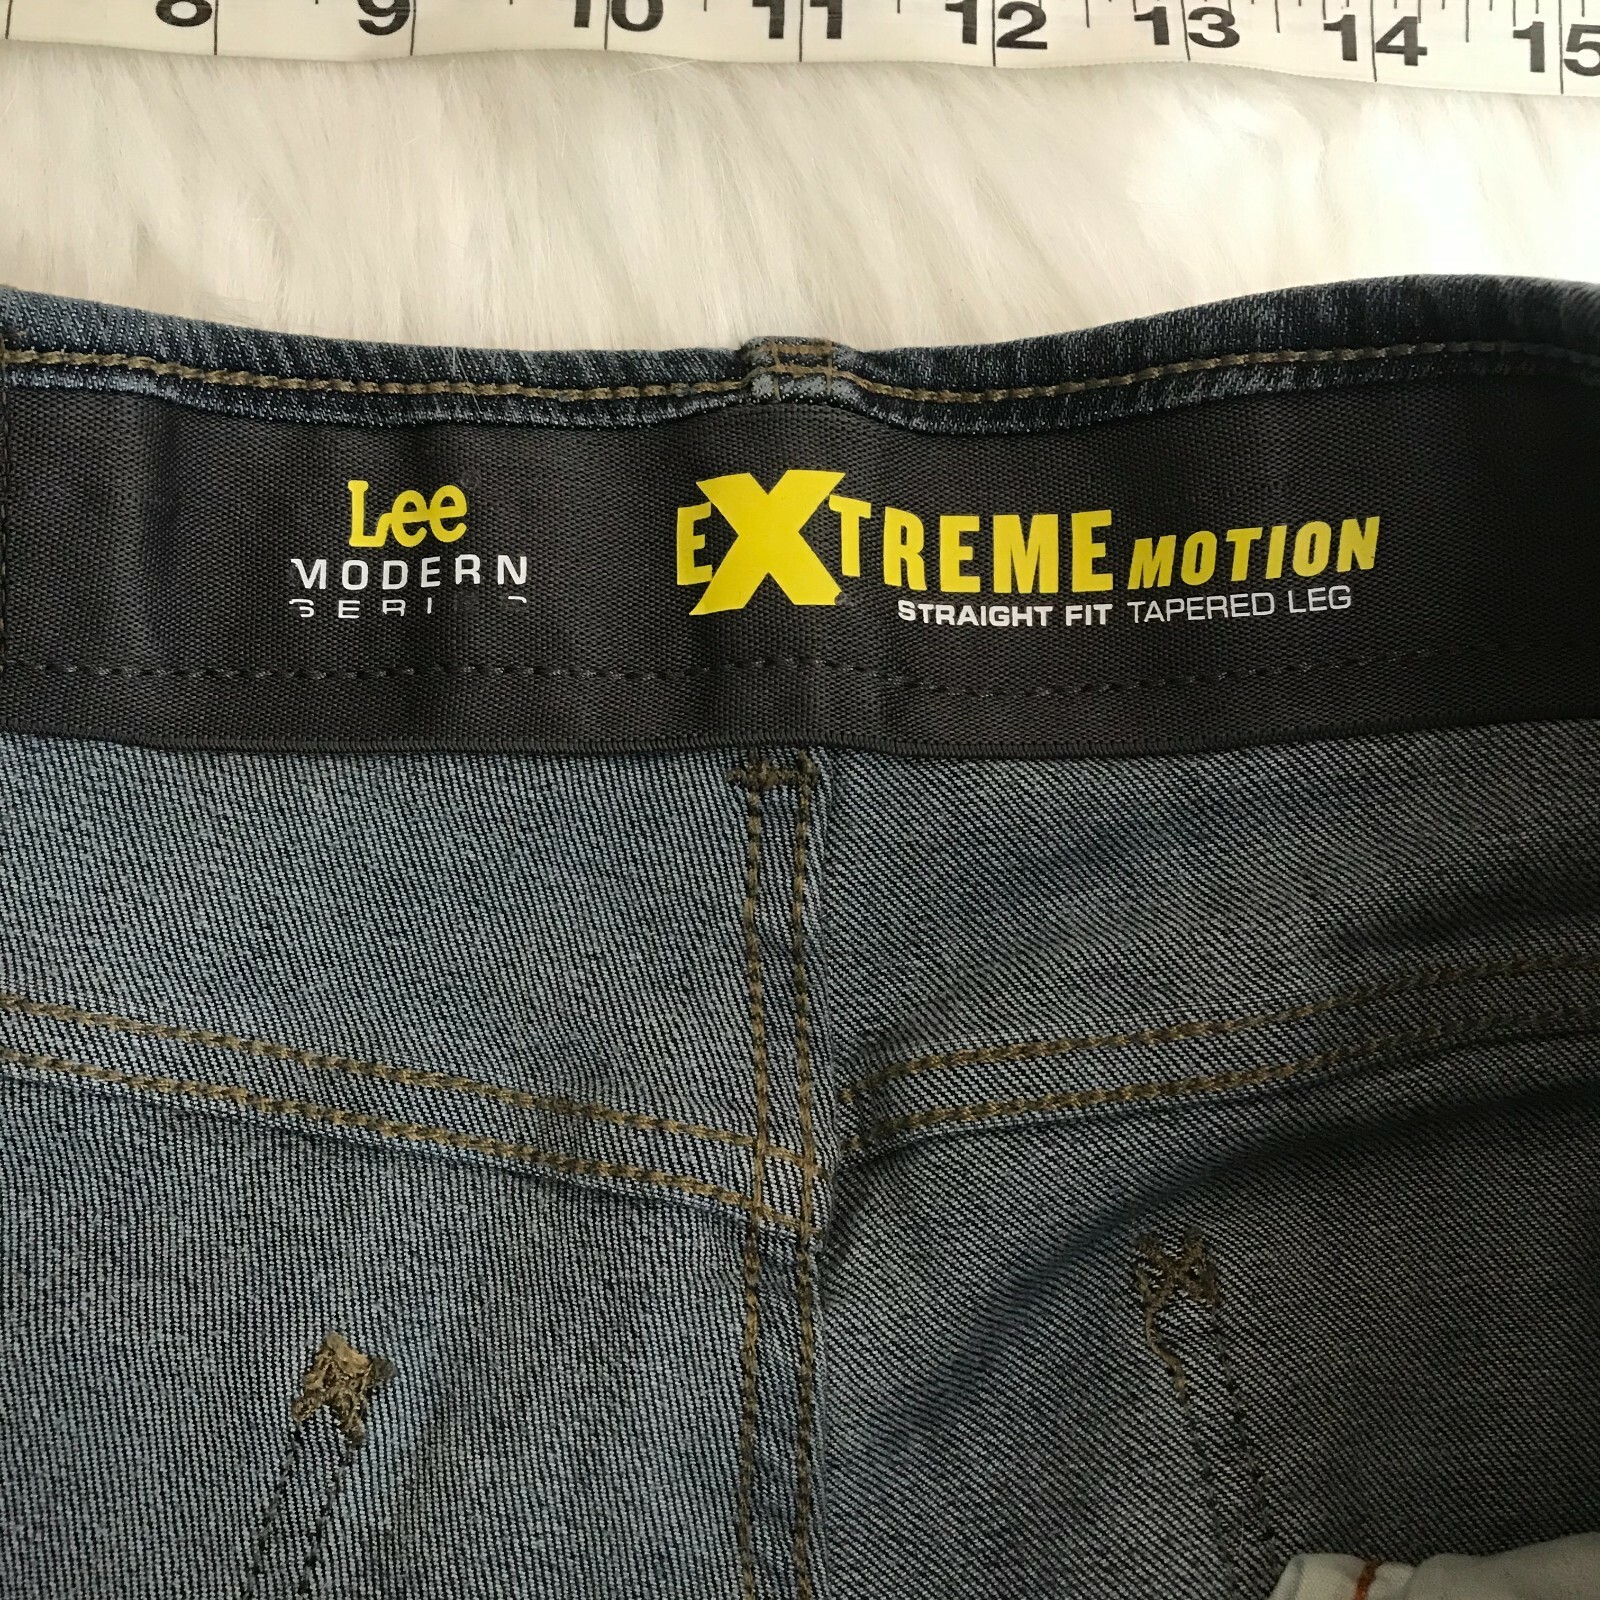 8 9 10 11 12 13 14 15
Lee
MODERN
EXTREME MOTION
STRAIGHT FIT TAPERED LEG